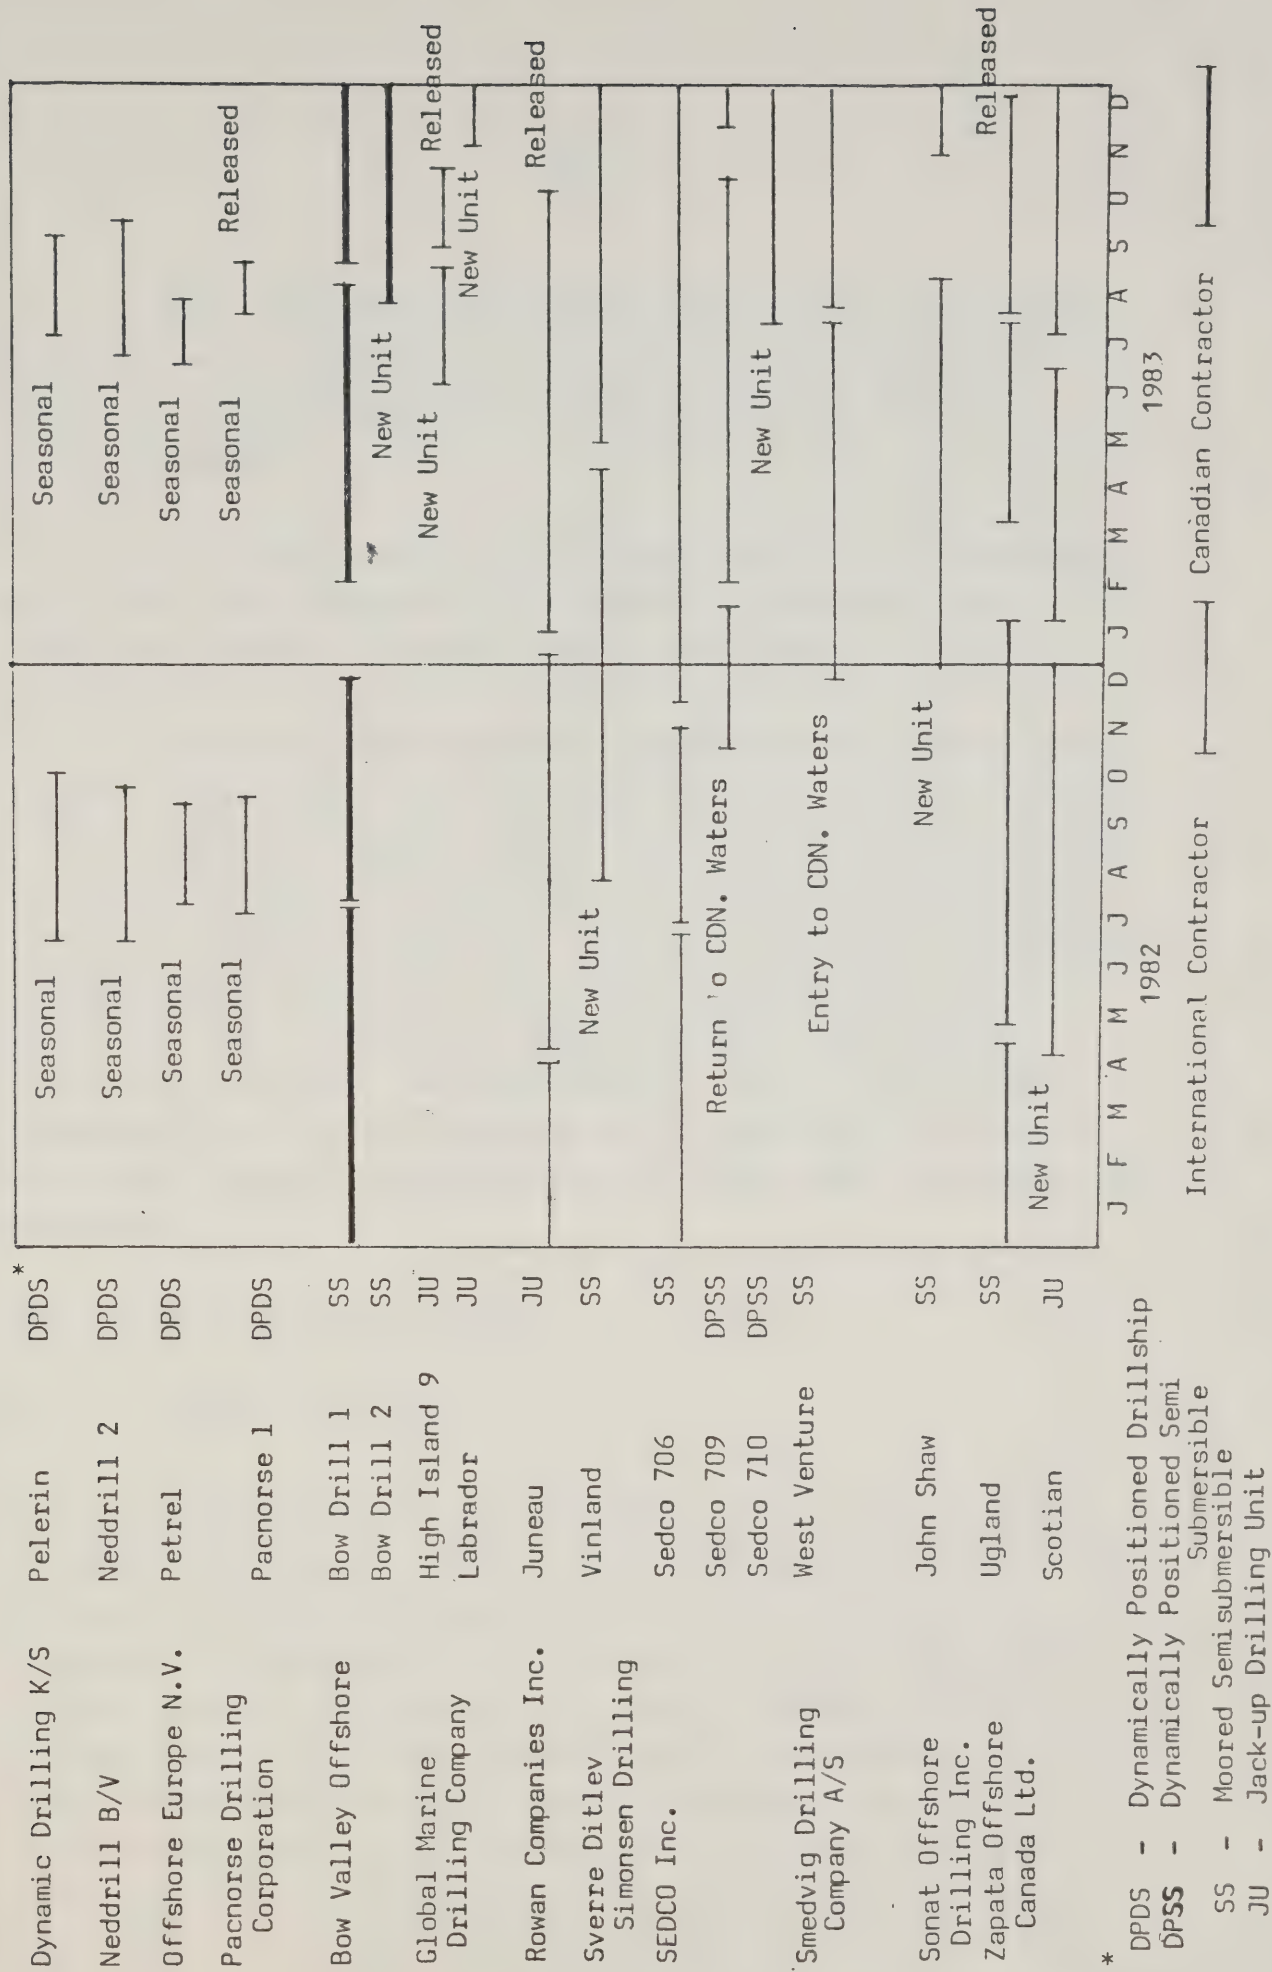 Dynamic Drilling K/S Pelerin DPDS * Seasonal Seasonal
Neddrill B/V Neddrill 2 DPDS Seasonal Seasonal
Offshore Europe N.V. Petrel DPDS Seasonal Seasonal
Pacnorse Drilling Seasonal Seasonal Released
Corporation Pacnorse 1 DPDS
Bow Valley Offshore Bow Drill 1 SS
Bow Drill 2 SS New Unit
Global Marine High Island 9 JU New Unit Released
Drilling Company Labrador JU New Unit
Rowan Companies Inc. Juneau JU Released
Sverre Ditlev Vinland SS New Unit
Simonsen Drilling
SEDCO Inc. Sedco 706 SS
Sedco 709 DPSS Return 'o CDN. Waters
Sedco 710 DPSS New Unit
Smedvig Drilling West Venture SS Entry to CDN. Waters
Company A/S
Sonat Offshore John Shaw SS New Unit
Drilling Inc.
Zapata Offshore Ugland SS Released
Canada Ltd.
Scotian JU New Unit
J F M A M J J A S O N D J F M A M J J A S O N D
1982 1983
International Contractor Canadian Contractor
*
DPDS - Dynamically Positioned Drillship
DPSS - Dynamically Positioned Semi
Submersible
SS - Moored Semisubmersible
JU - Jack-up Drilling Unit